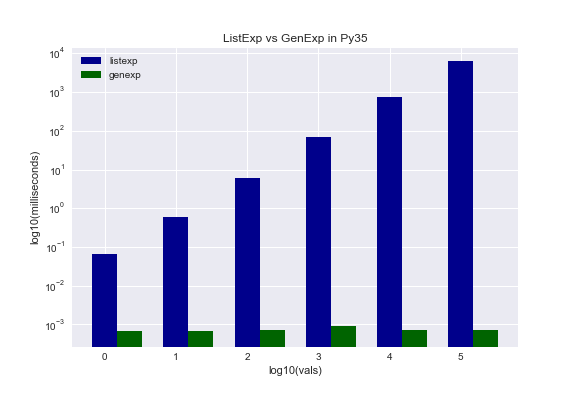 ListExp vs GenExp in Py35
listexp
genexp
log10(milliseconds)
10^4
10^3
10^2
10^1
10^0
10^−1
10^−2
10^−3
0 1 2 3 4 5
log10(vals)